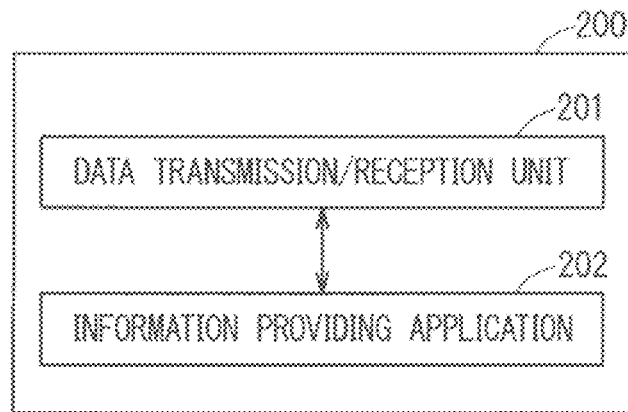 200
201
DATA TRANSMISSION/RECEPTION UNIT
202
INFORMATION PROVIDING APPLICATION